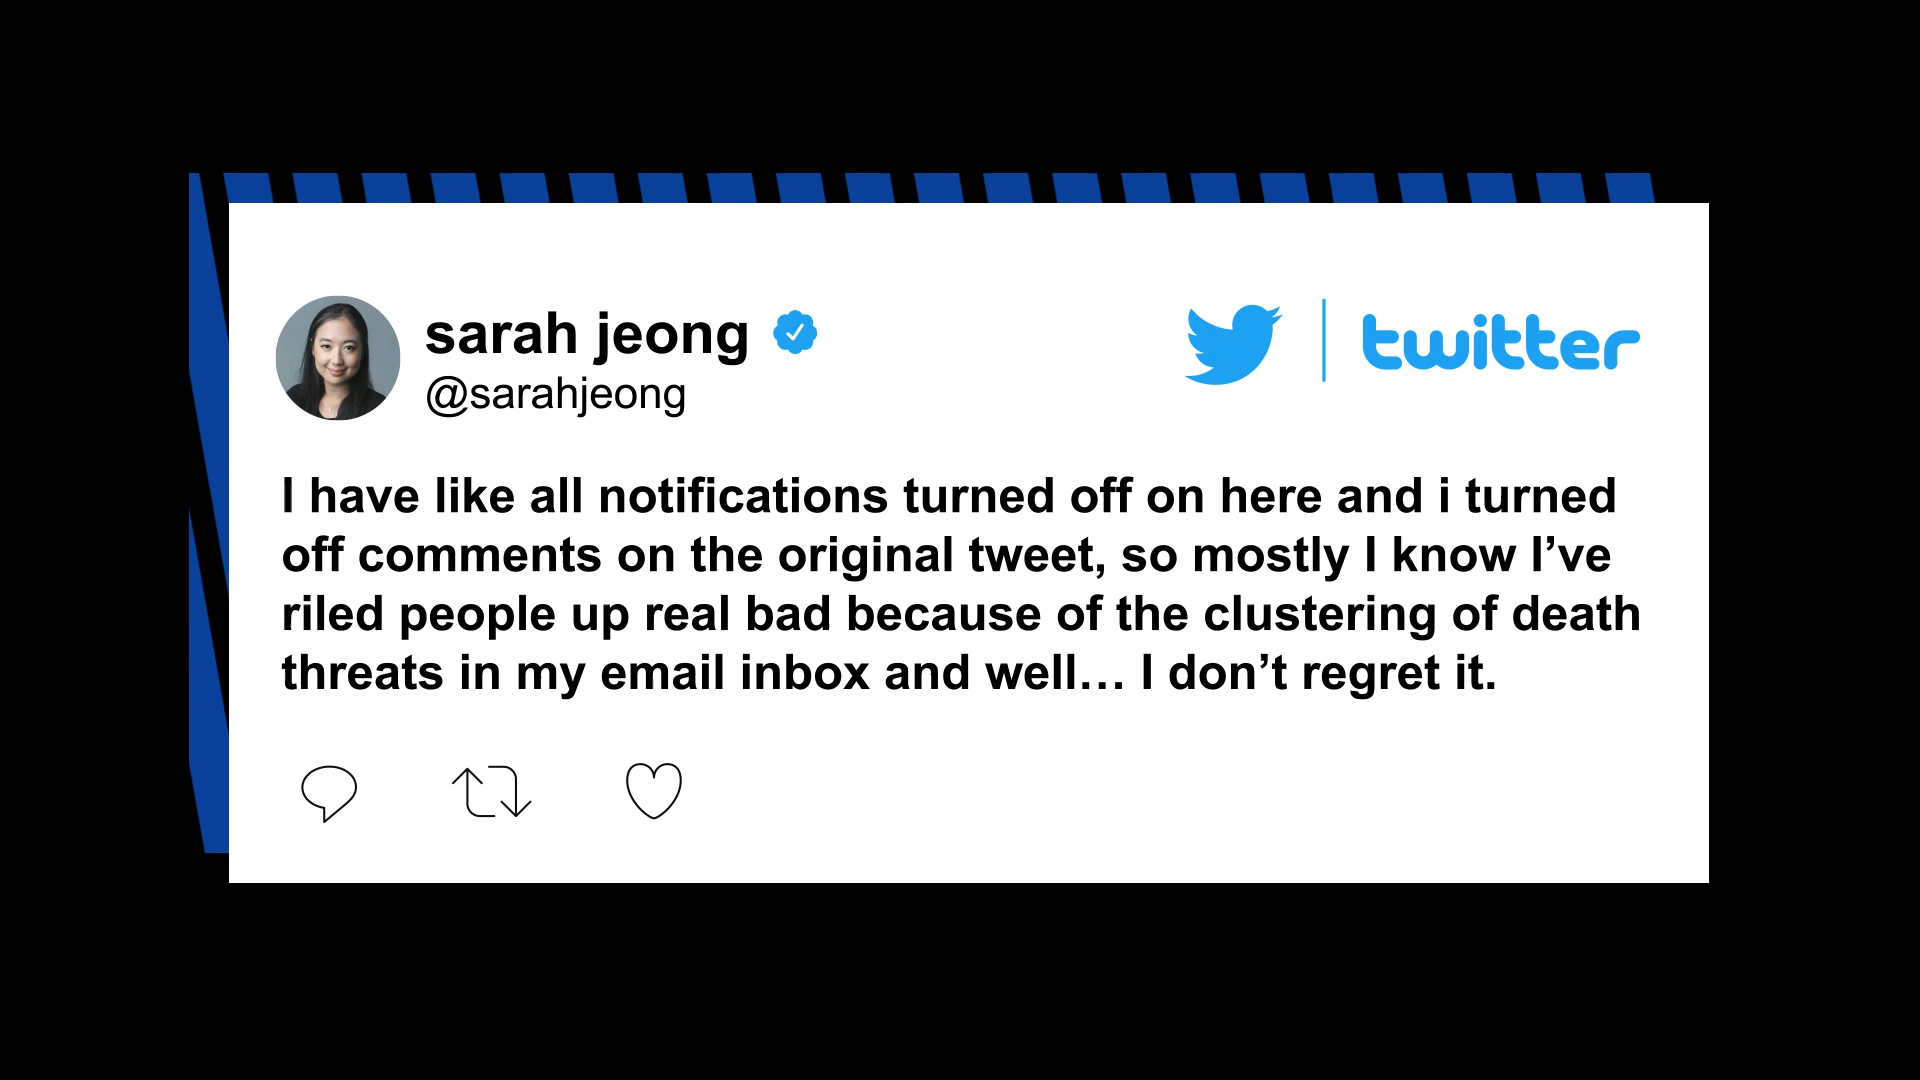 sarah jeong
@sarahjeong
twitter
I have like all notifications turned off on here and i turned
off comments on the original tweet, so mostly I know I’ve
riled people up real bad because of the clustering of death
threats in my email inbox and well… I don’t regret it.